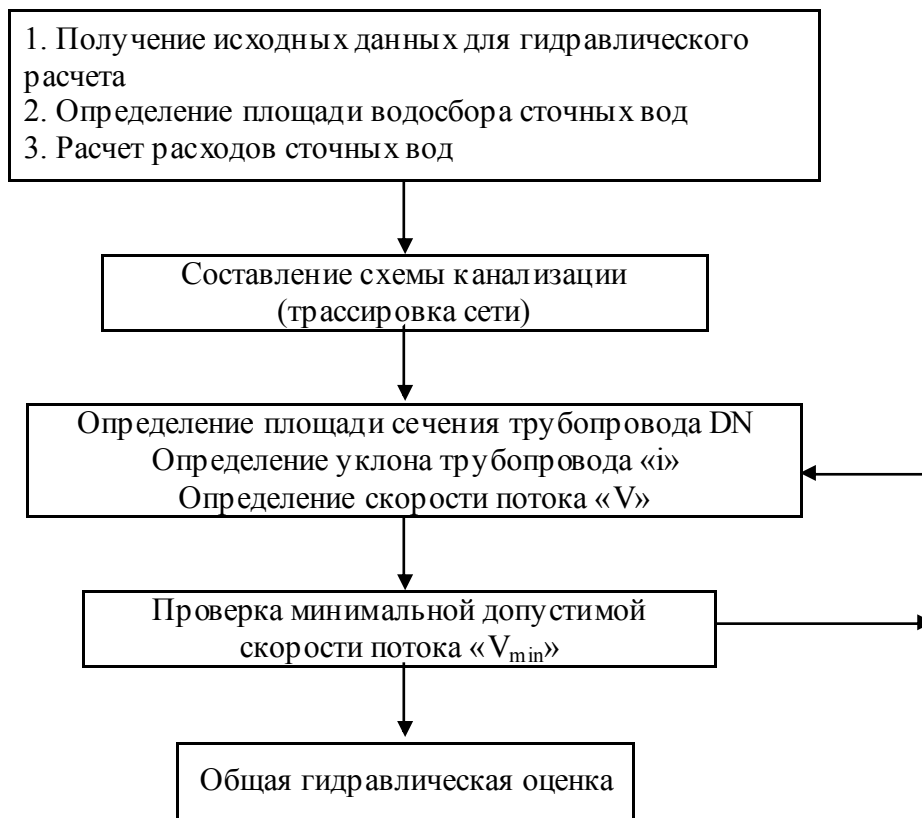 1. Получение исходных данных для гидравлического
расчета
2. Определение площади водосбора сточных вод
3. Расчет расходов сточных вод
Составление схемы канализации
(трассировка сети)
Определение площади сечения трубопровода DN
Определение уклона трубопровода «i»
Определение скорости потока «V»
Проверка минимальной допустимой
скорости потока «Vmin»
Общая гидравлическая оценка